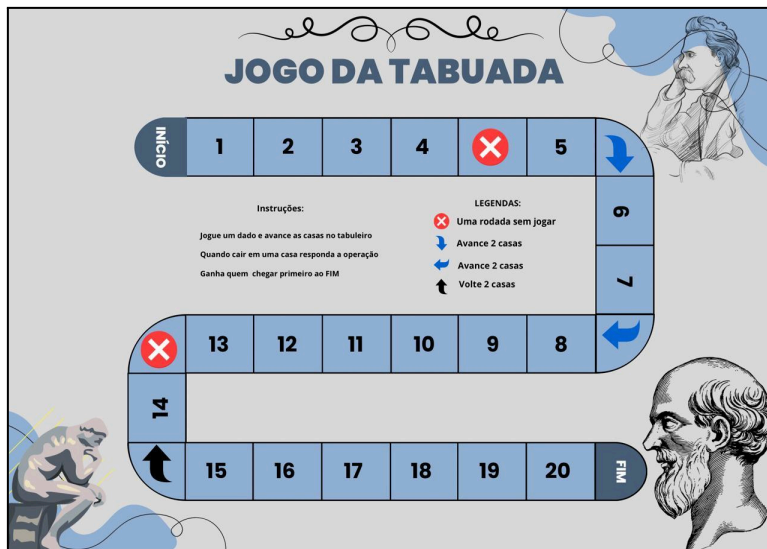 JOGO DA TABUADA
INÍCIO
1 2 3 4 5
6
7
Instruções:
Jogue um dado e avance as casas no tabuleiro
Quando cair em uma casa responda a operação
Ganha quem chegar primeiro ao FIM
LEGENDAS:
Uma rodada sem jogar
Avance 2 casas
Avance 2 casas
Volte 2 casas
13 12 11 10 9 8
14
15 16 17 18 19 20
FIM